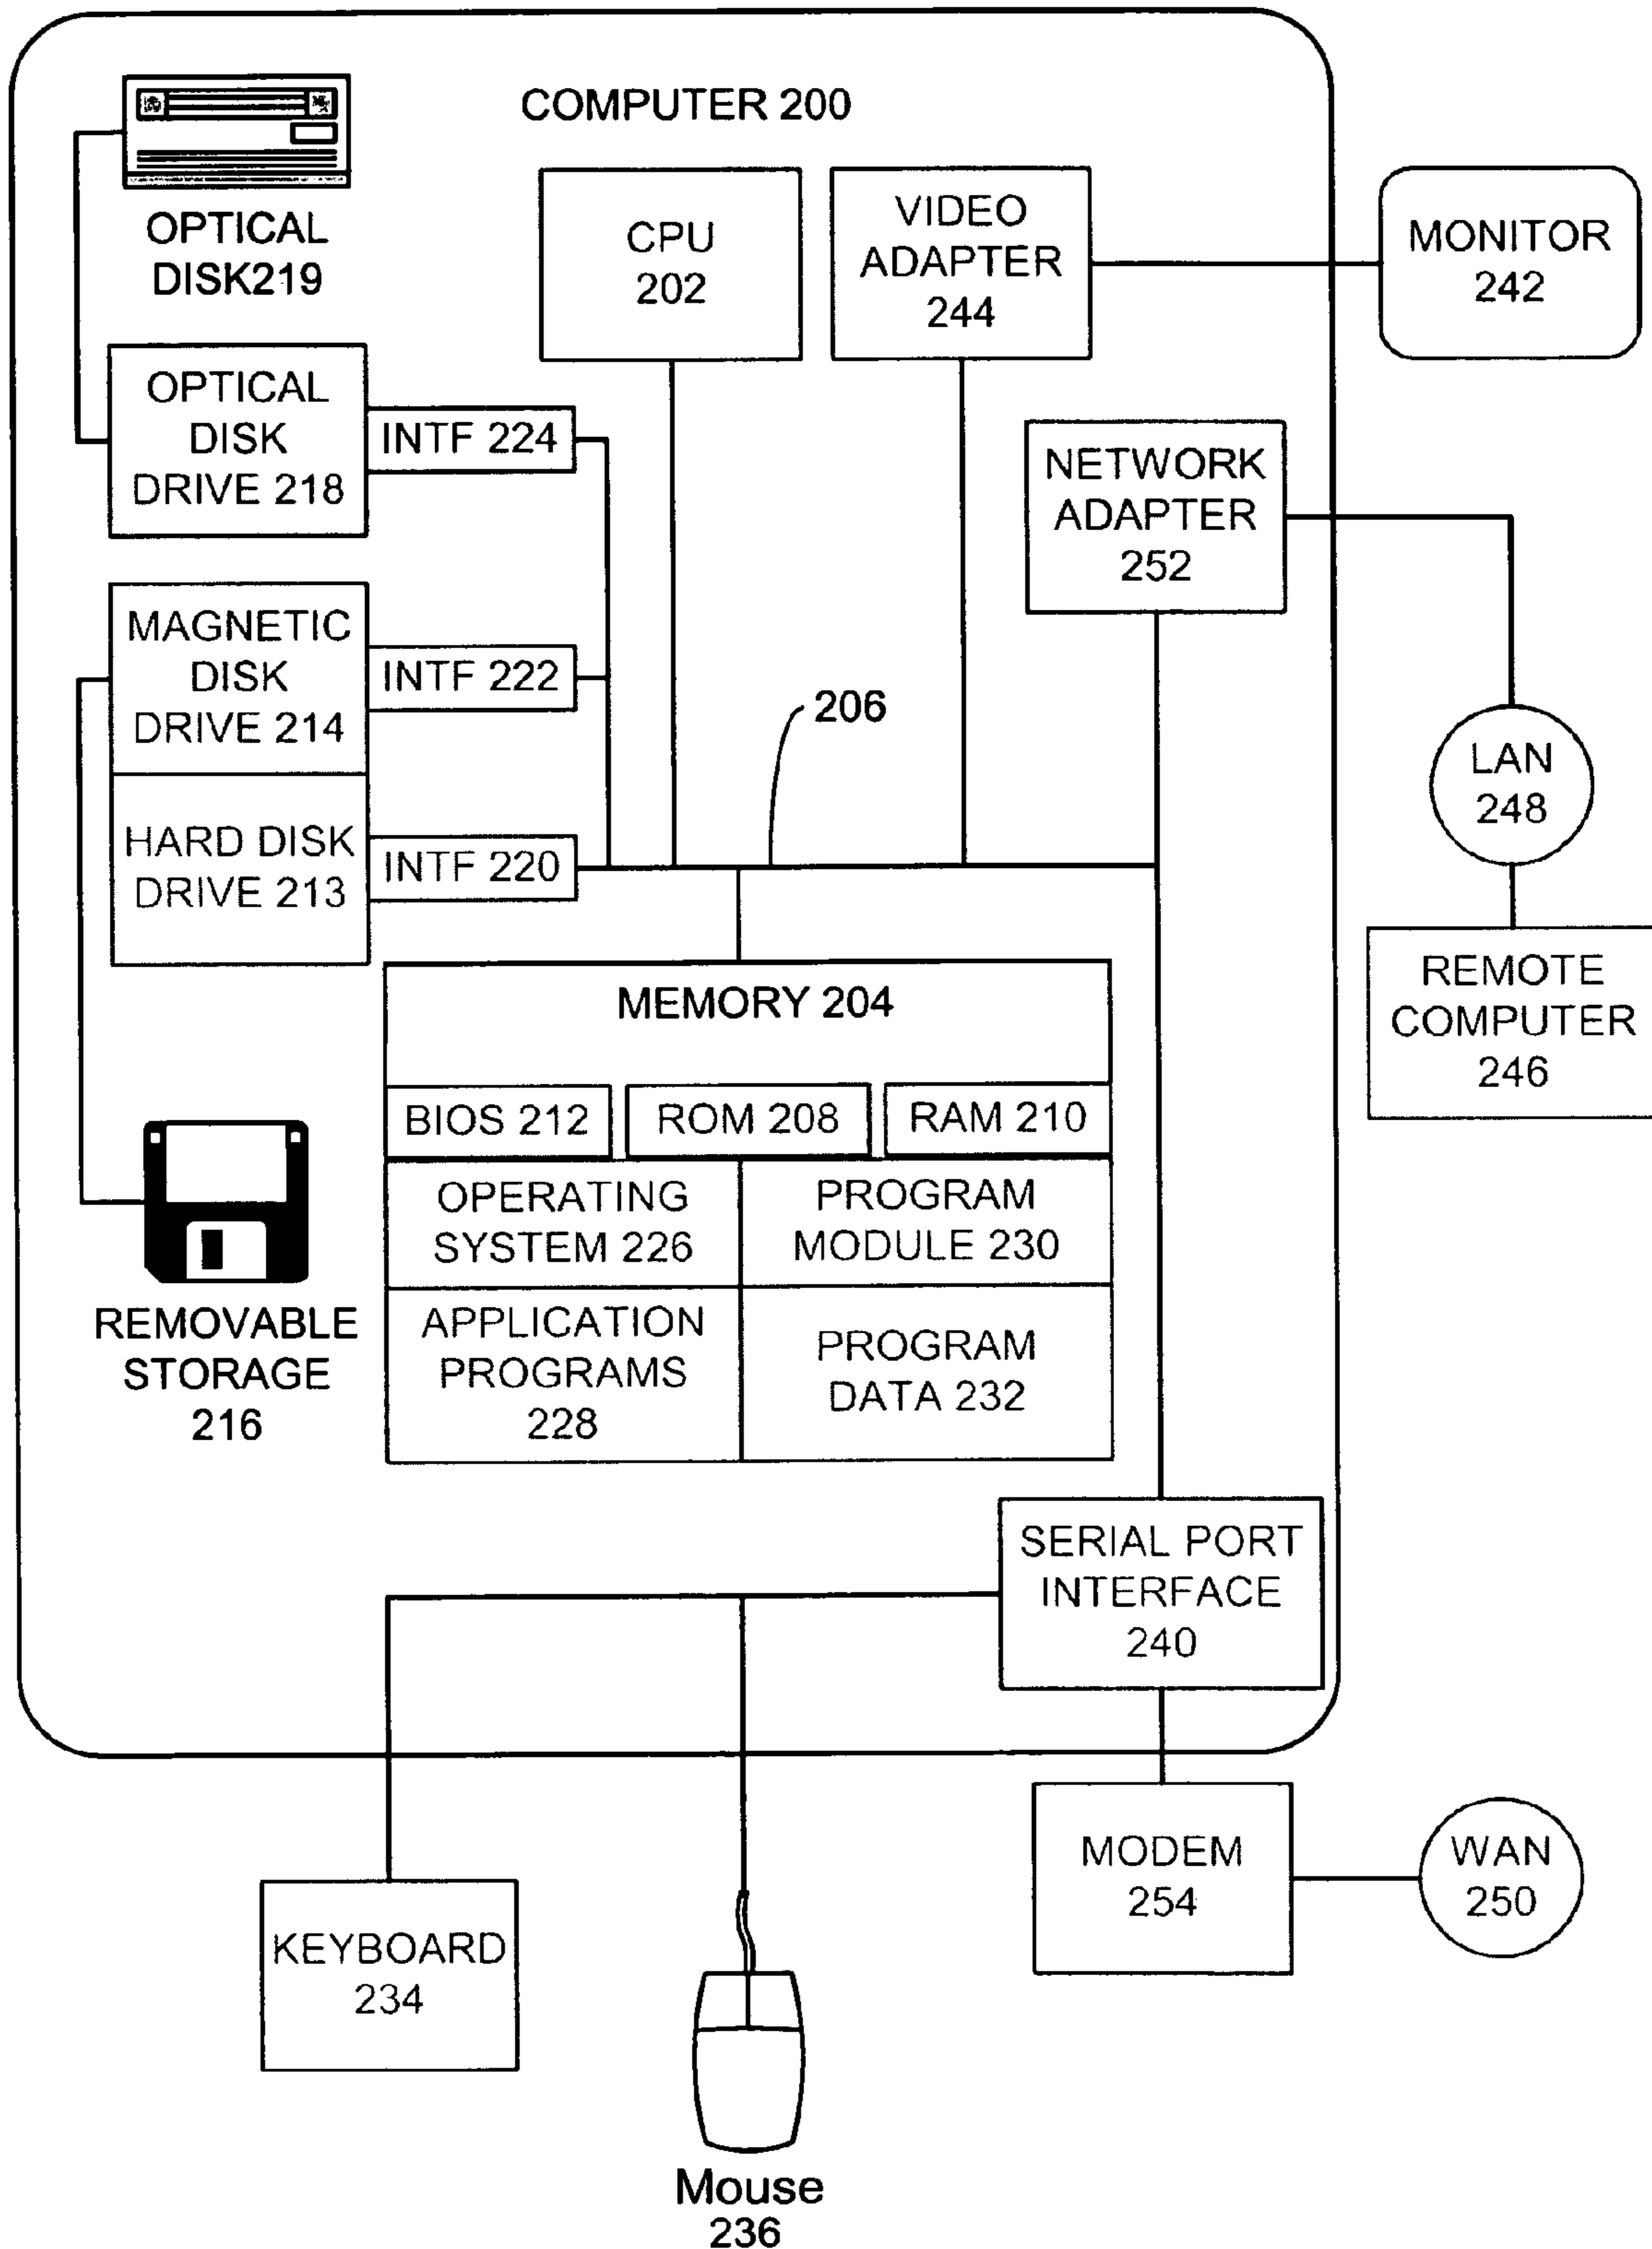 COMPUTER 200
OPTICAL
DISK219
CPU
202
VIDEO
ADAPTER
244
MONITOR
242
OPTICAL
DISK
DRIVE 218
INTF 224
NETWORK
ADAPTER
252
MAGNETIC
DISK
DRIVE 214
INTF 222
206
LAN
248
HARD DISK
DRIVE 213
INTF 220
REMOTE
COMPUTER
246
MEMORY 204
BIOS 212
ROM 208
RAM 210
OPERATING
SYSTEM 226
PROGRAM
MODULE 230
APPLICATION
PROGRAMS
228
PROGRAM
DATA 232
REMOVABLE
STORAGE
216
SERIAL PORT
INTERFACE
240
MODEM
254
WAN
250
KEYBOARD
234
Mouse
236